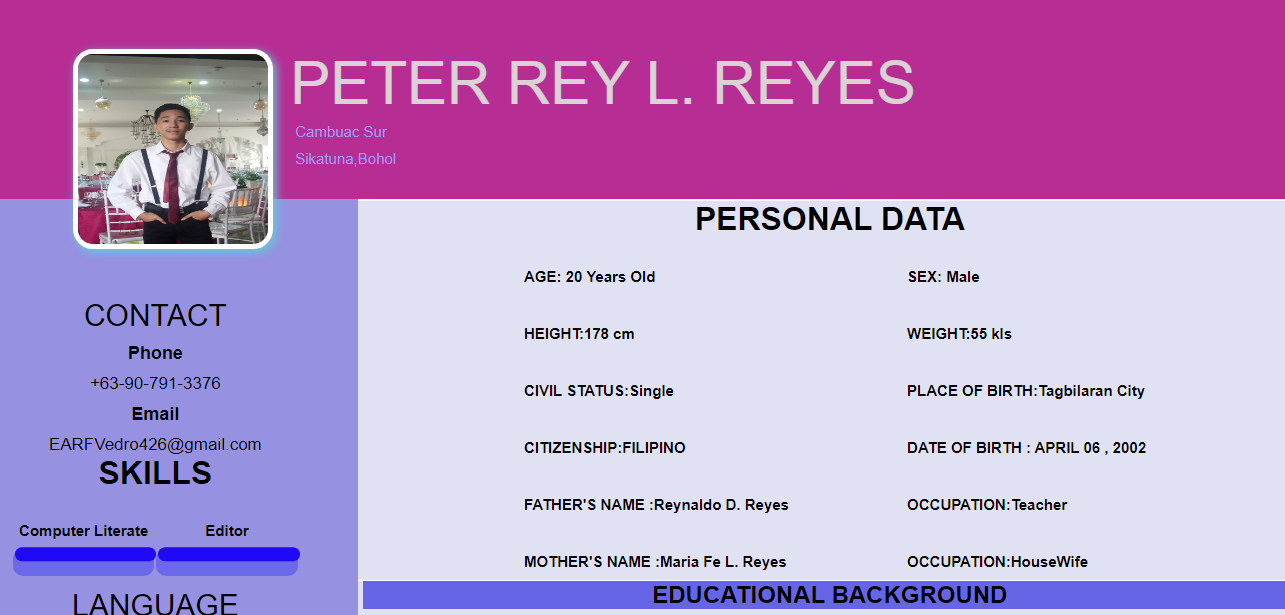 PETER REY L. REYES
Cambuac Sur
Sikatuna,Bohol
CONTACT
Phone
+63-90-791-3376
Email
EARFVedro426@gmail.com
SKILLS
Computer Literate Editor
LANGUAGE
PERSONAL DATA
AGE: 20 Years Old SEX: Male
HEIGHT:178 cm WEIGHT:55 kls
CIVIL STATUS:Single PLACE OF BIRTH:Tagbilaran City
CITIZENSHIP:FILIPINO DATE OF BIRTH : APRIL 06 , 2002
FATHER'S NAME :Reynaldo D. Reyes OCCUPATION:Teacher
MOTHER'S NAME :Maria Fe L. Reyes OCCUPATION:HouseWife
EDUCATIONAL BACKGROUND